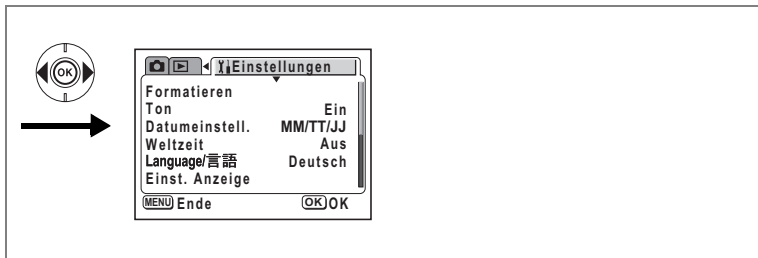 OK
Einstellungen
Formatieren
Ton Ein
Datumeinstell. MM/TT/JJ
Weltzeit Aus
Language/言語 Deutsch
Einst. Anzeige
MENU Ende OK OK